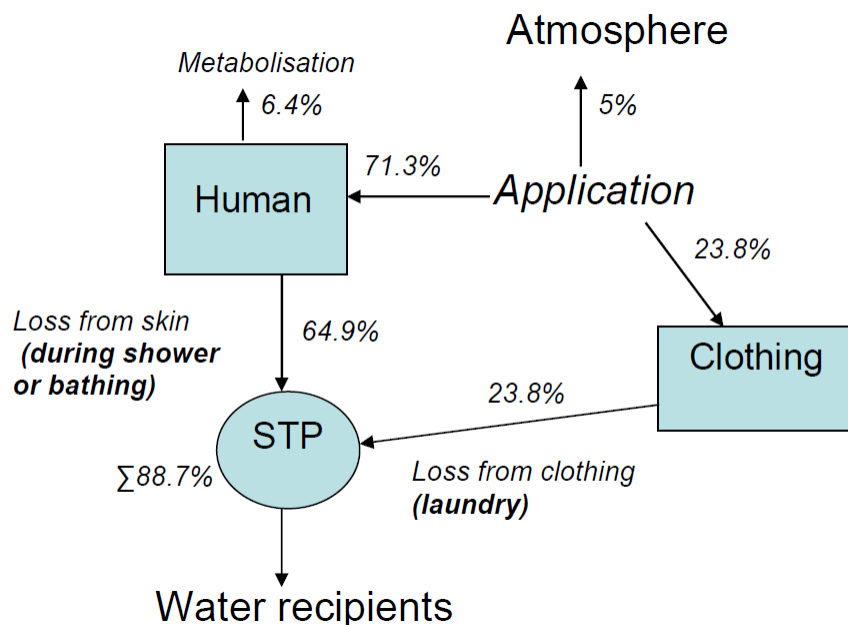 Atmosphere
Metabolisation
6.4%
5%
71.3%
Human
Application
23.8%
Loss from skin
(during shower
or bathing)
64.9%
Clothing
23.8%
STP
∑88.7%
Loss from clothing
(laundry)
Water recipients